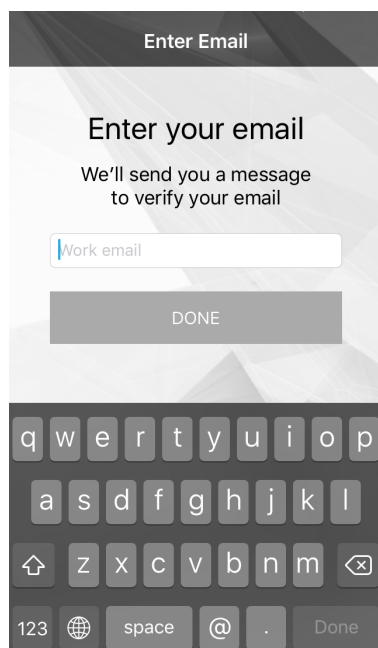 Enter Email
Enter your email
We'll send you a message
to verify your email
Work email
DONE
q w e r t y u i o p
a s d f g h j k l
z x c v b n m
123 space @ . Done